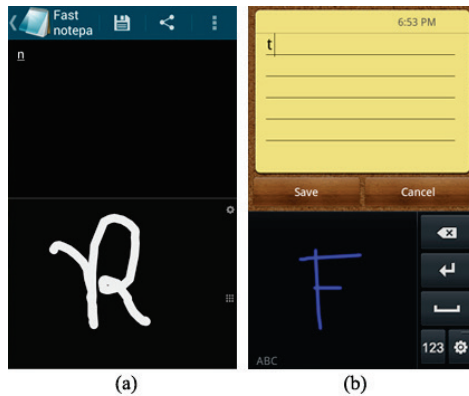 Fast
notepa
n
R
(a)
6:53 PM
t
Save
Cancel
F
123
ABC
(b)